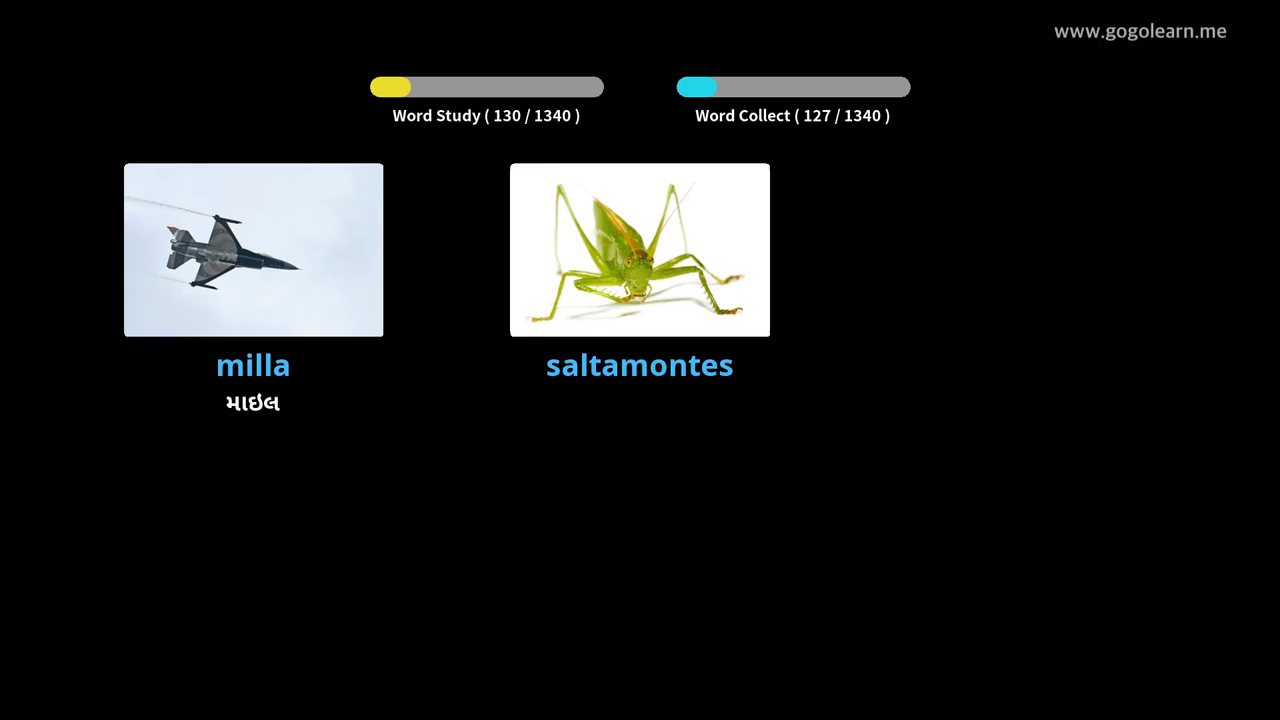 www.gogolearn.me
Word Study ( 130 / 1340 )
Word Collect ( 127 / 1340 )
milla
માઇલ
saltamontes